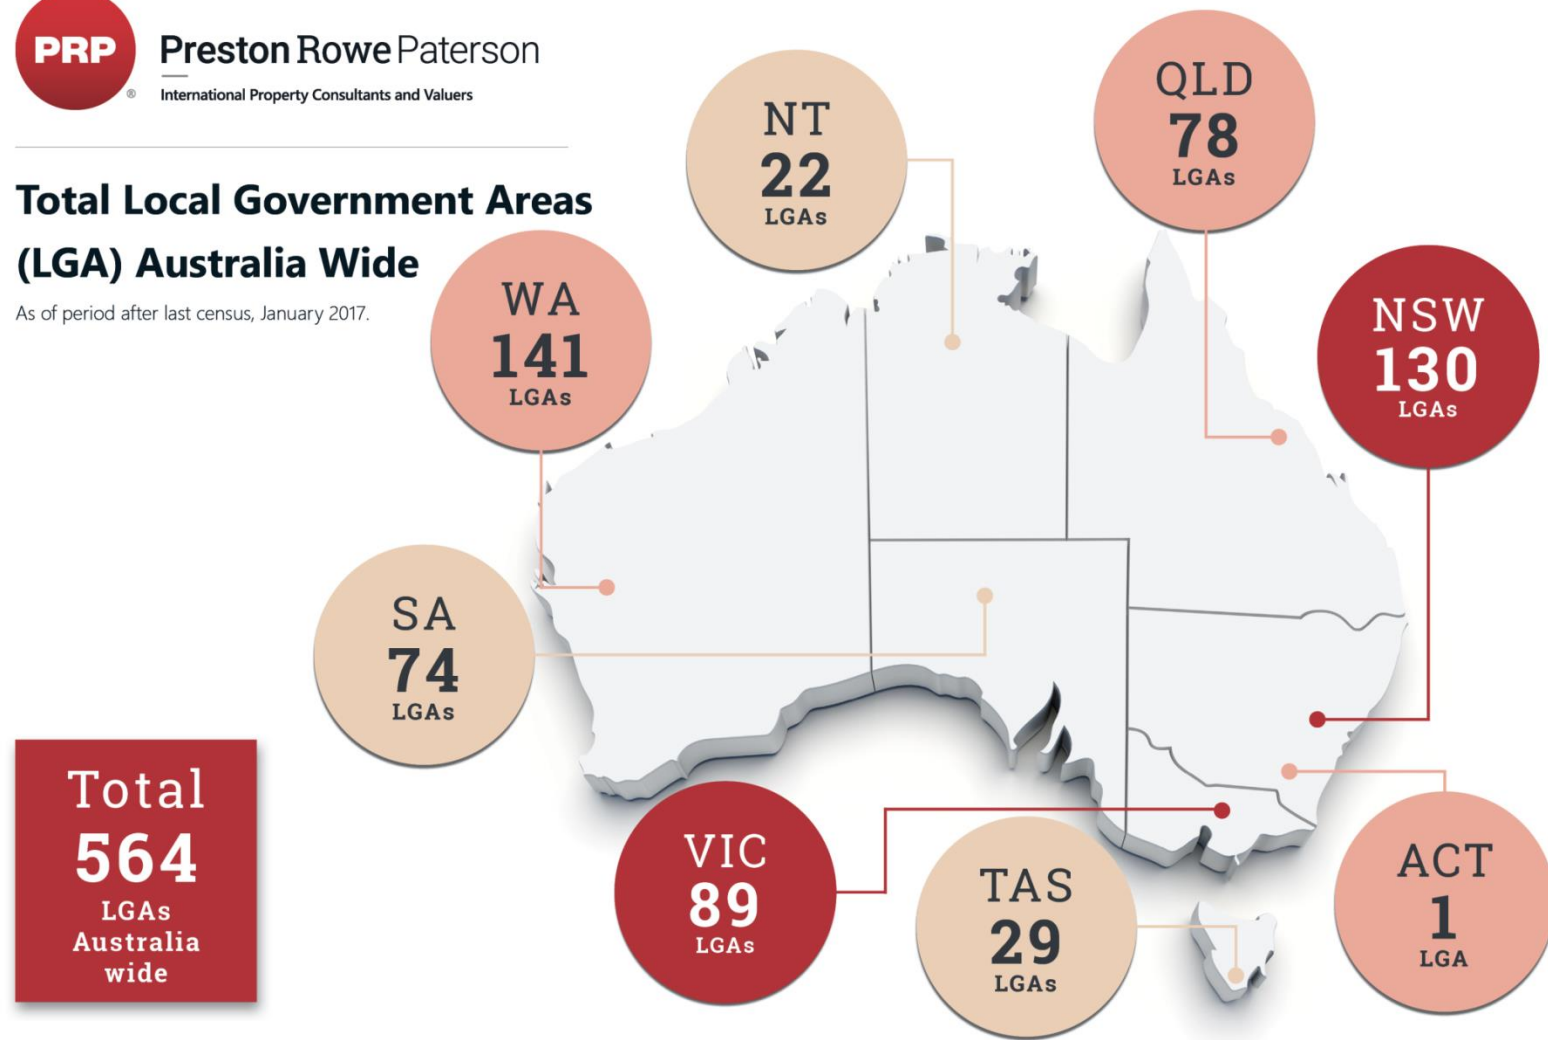 PRP
®
Preston Rowe Paterson
International Property Consultants and Valuers
Total Local Government Areas
(LGA) Australia Wide
As of period after last census, January 2017.
NT
22
LGAs
QLD
78
LGAs
WA
141
LGAs
NSW
130
LGAs
SA
74
LGAs
Total
564
LGAs
Australia
wide
VIC
89
LGAs
TAS
29
LGAs
ACT
1
LGA